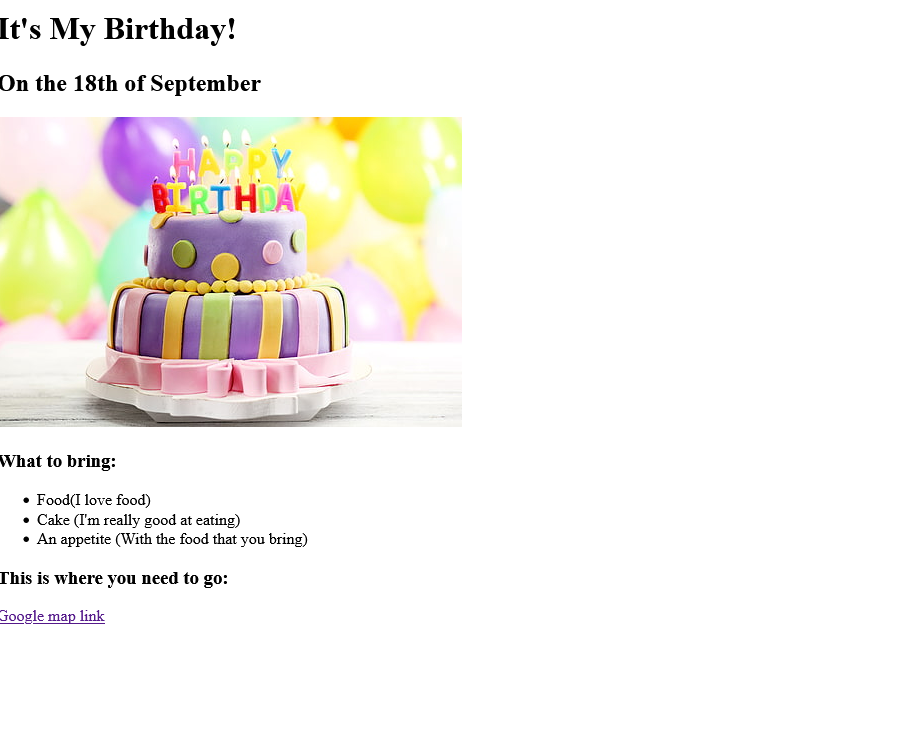 It's My Birthday!
On the 18th of September
HAPPY
BIRTHDAY
What to bring:
Food(I love food)
Cake (I'm really good at eating)
An appetite (With the food that you bring)
This is where you need to go:
Google map link